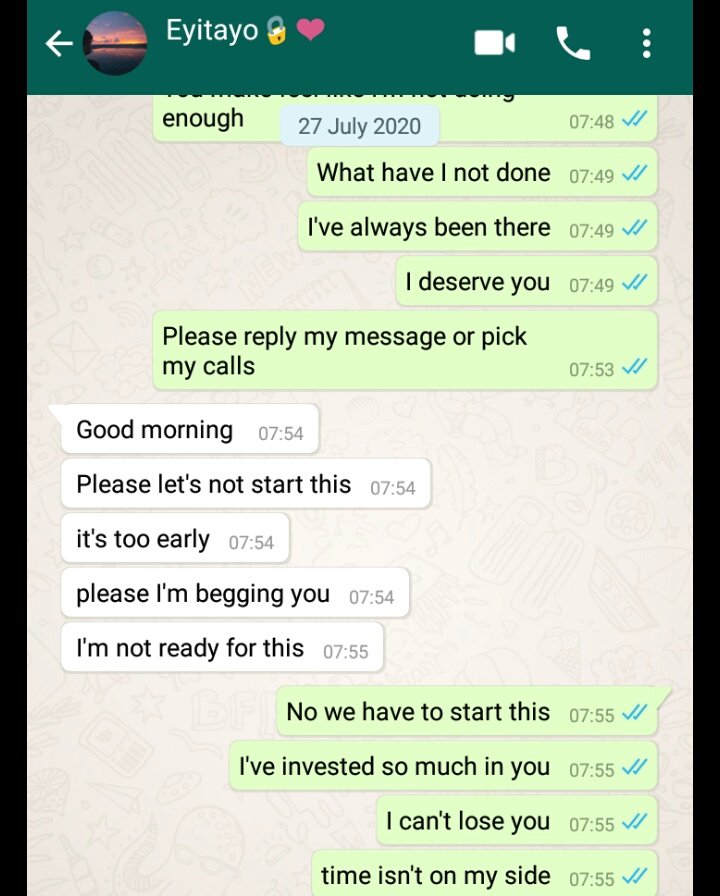 Eyitayo
enough 07:48
27 July 2020
What have I not done 07:49
I've always been there 07:49
I deserve you 07:49
Please reply my message or pick
my calls 07:53
Good morning 07:54
Please let's not start this 07:54
it's too early 07:54
please I'm begging you 07:54
I'm not ready for this 07:55
No we have to start this 07:55
I've invested so much in you 07:55
I can't lose you 07:55
time isn't on my side 07:55